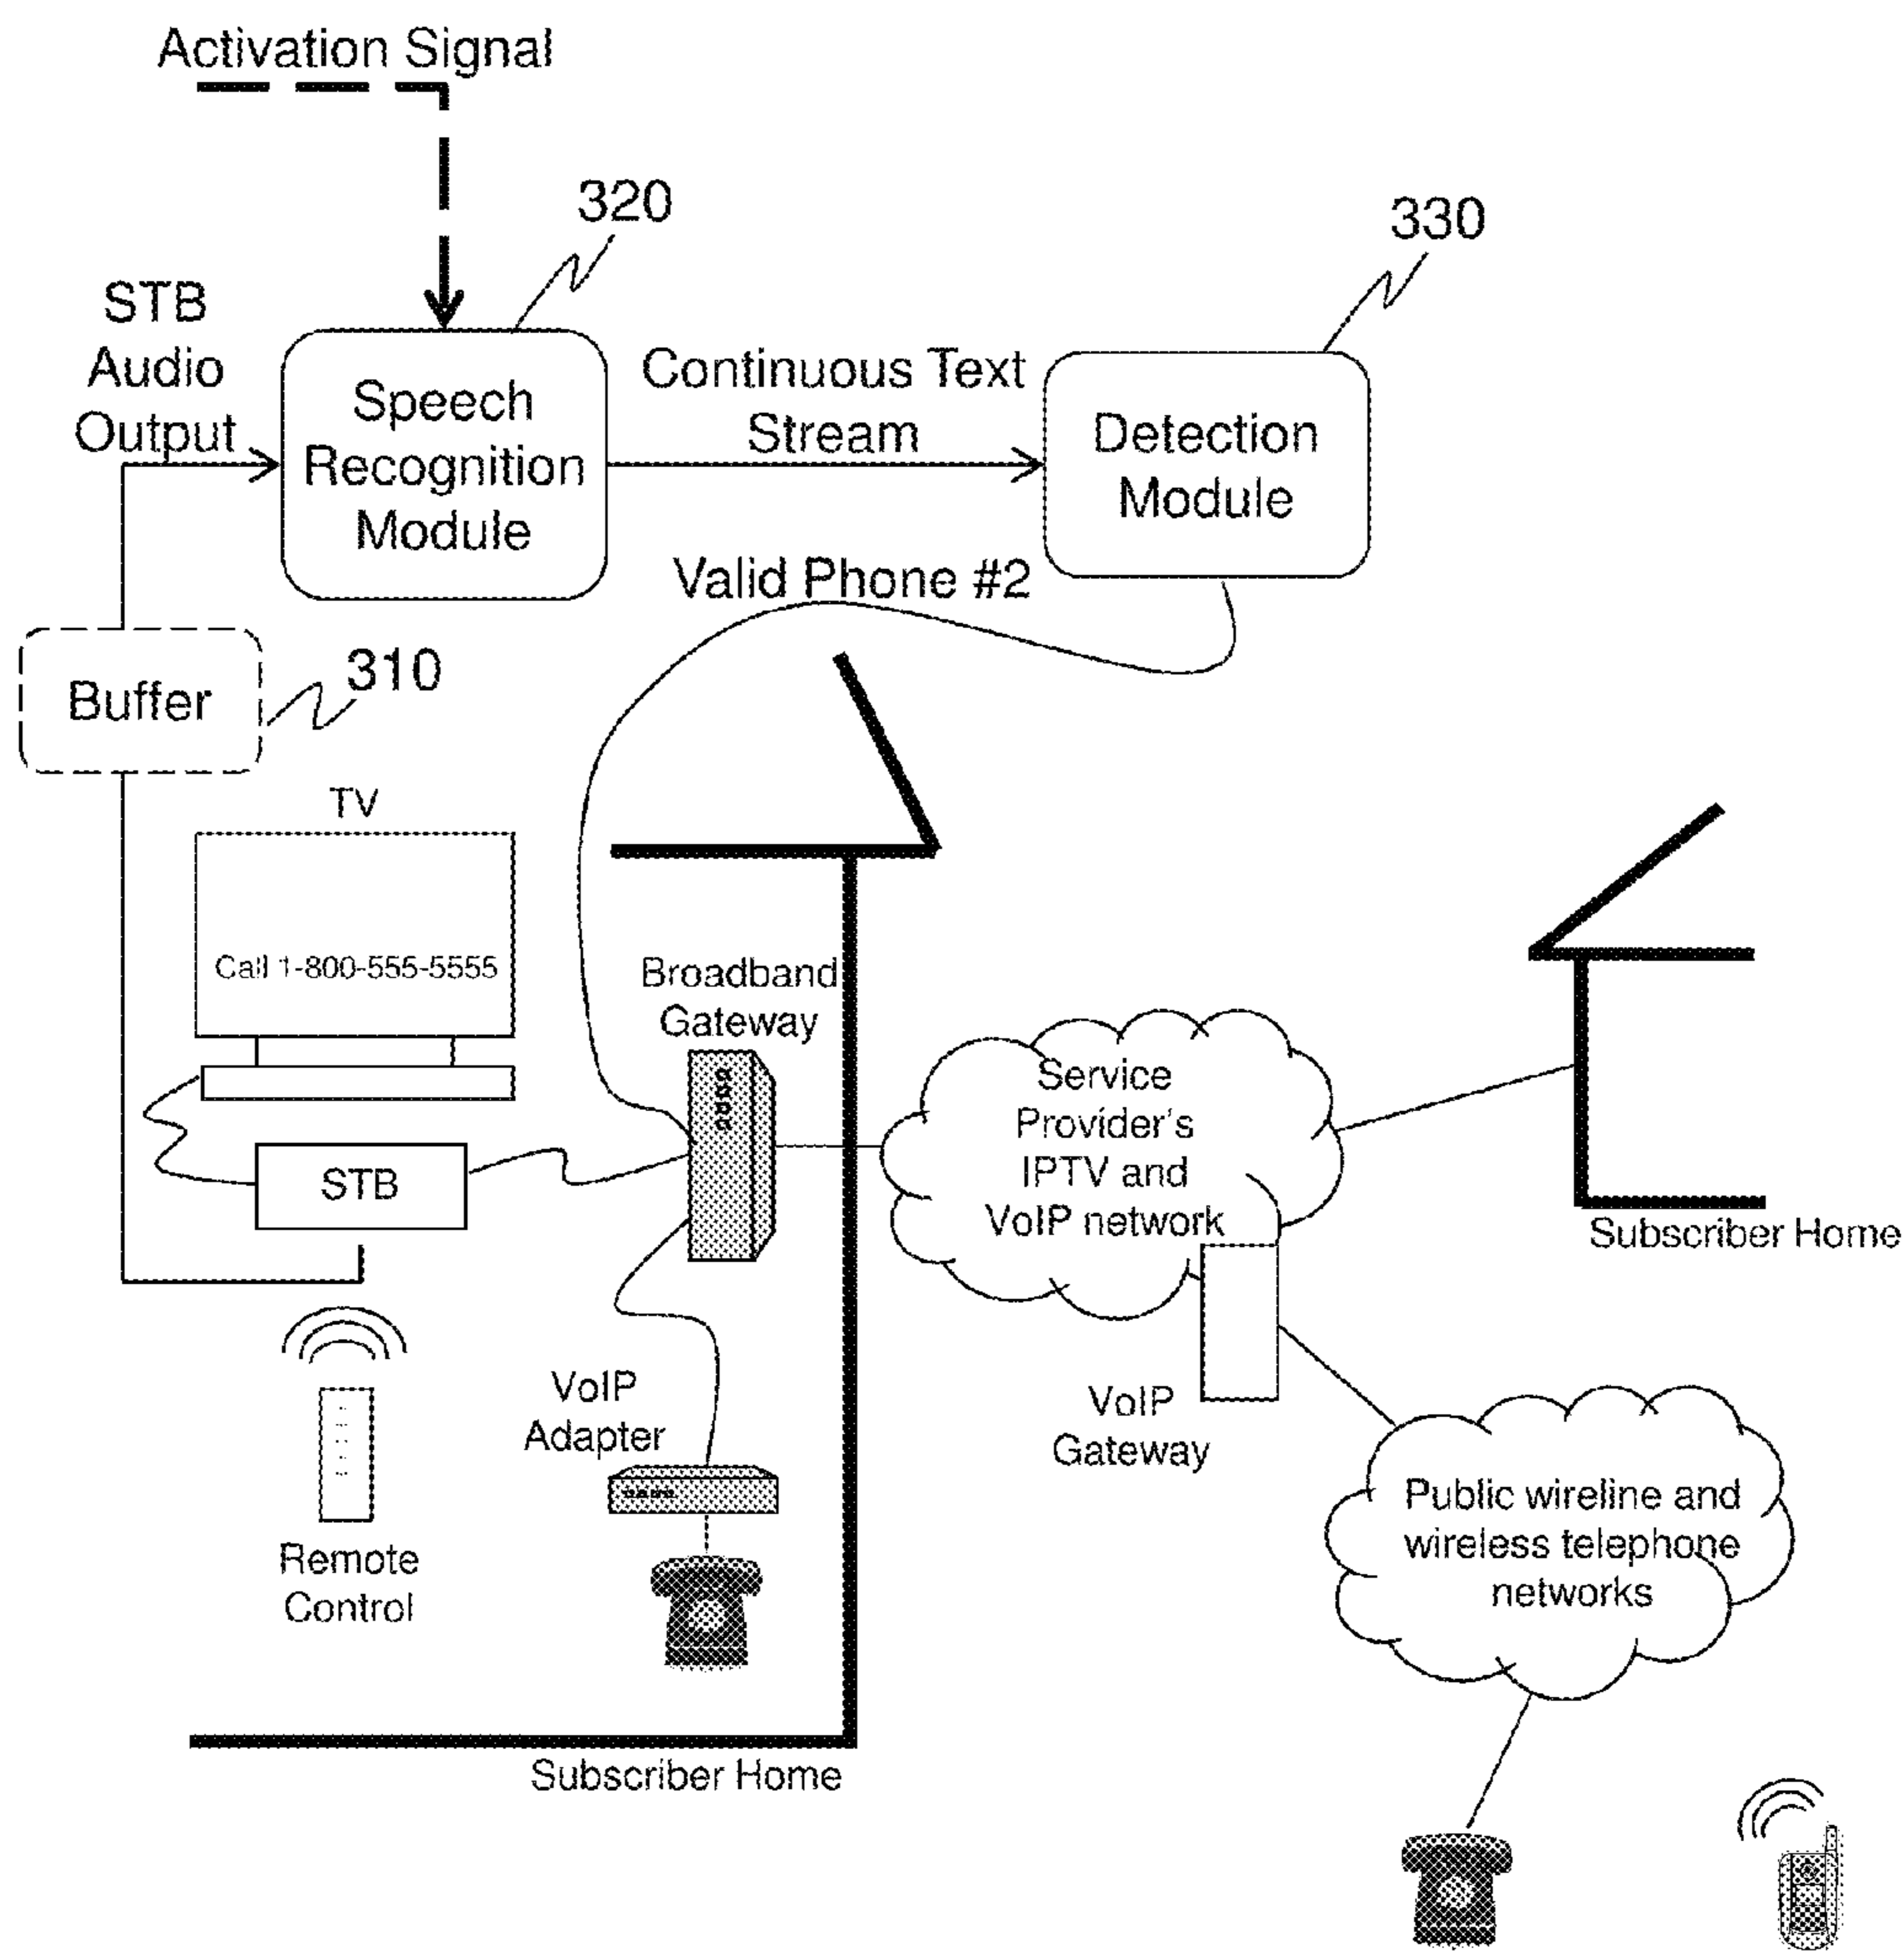 Activation Signal
320
330
STB
Audio
Output
Speech
Recognition
Module
Continuous Text
Stream
Detection
Module
Valid Phone #2
Buffer
310
TV
Call 1-800-555-5555
Broadband
Gateway
STB
Service
Provider's
IPTV and
VoIP network
Subscriber Home
VoIP
Adapter
VoIP
Gateway
Remote
Control
Public wireline and
wireless telephone
networks
Subscriber Home